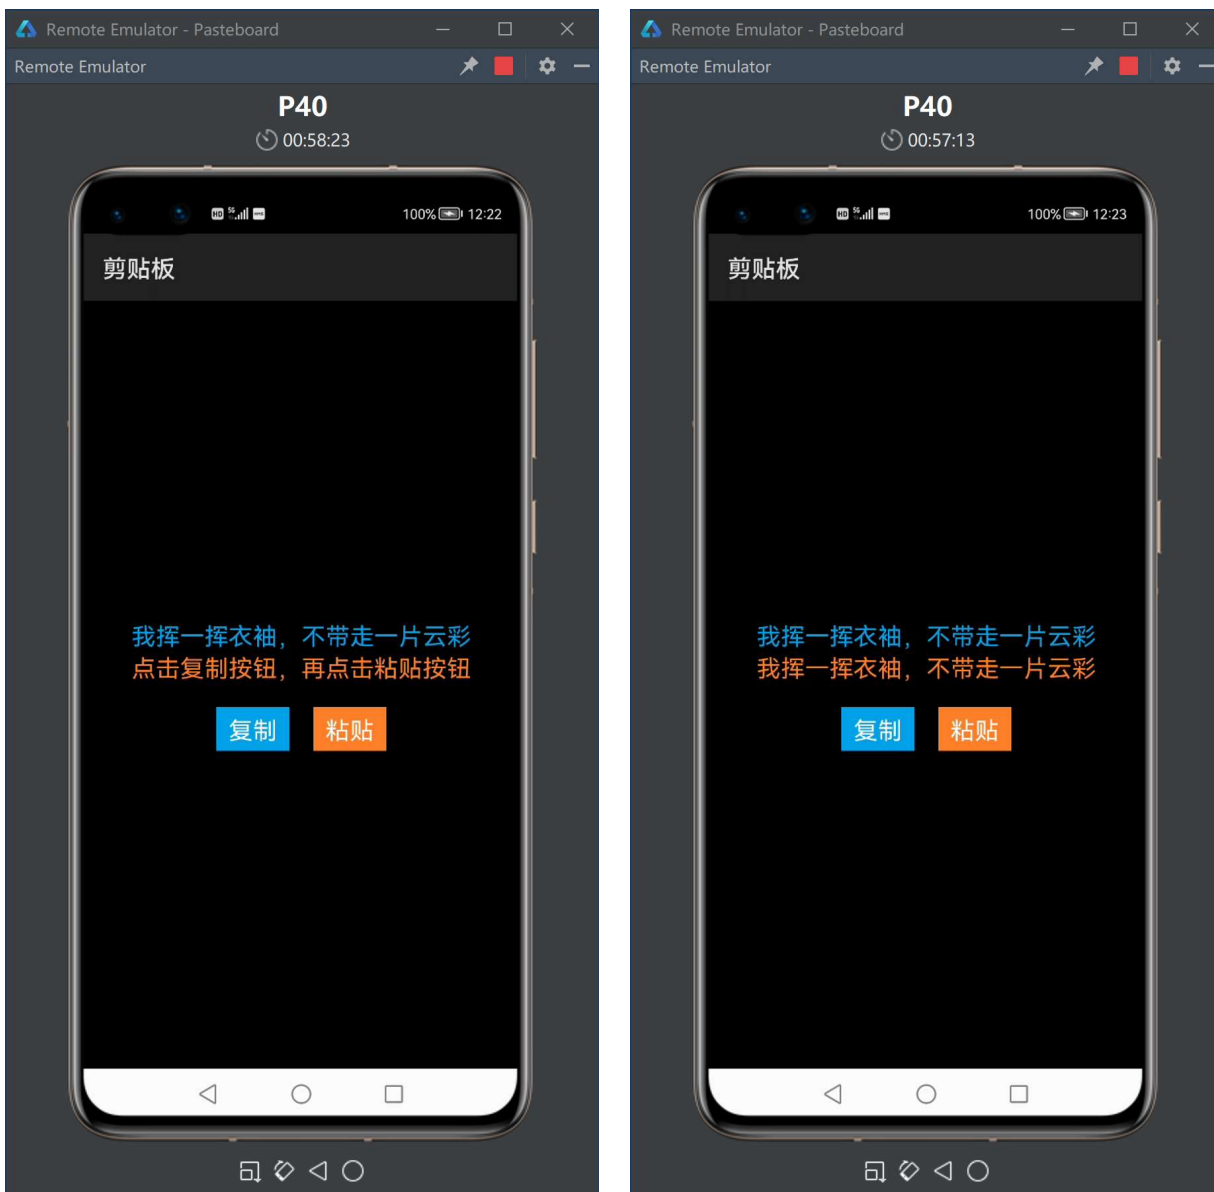 Remote Emulator - Pasteboard
Remote Emulator
P40
00:58:23
HD 5G 100% 12:22
剪贴板
我挥一挥衣袖，不带走一片云彩
点击复制按钮，再点击粘贴按钮
复制 粘贴
Remote Emulator - Pasteboard
Remote Emulator
P40
00:57:13
HD 5G 100% 12:23
剪贴板
我挥一挥衣袖，不带走一片云彩
我挥一挥衣袖，不带走一片云彩
复制 粘贴